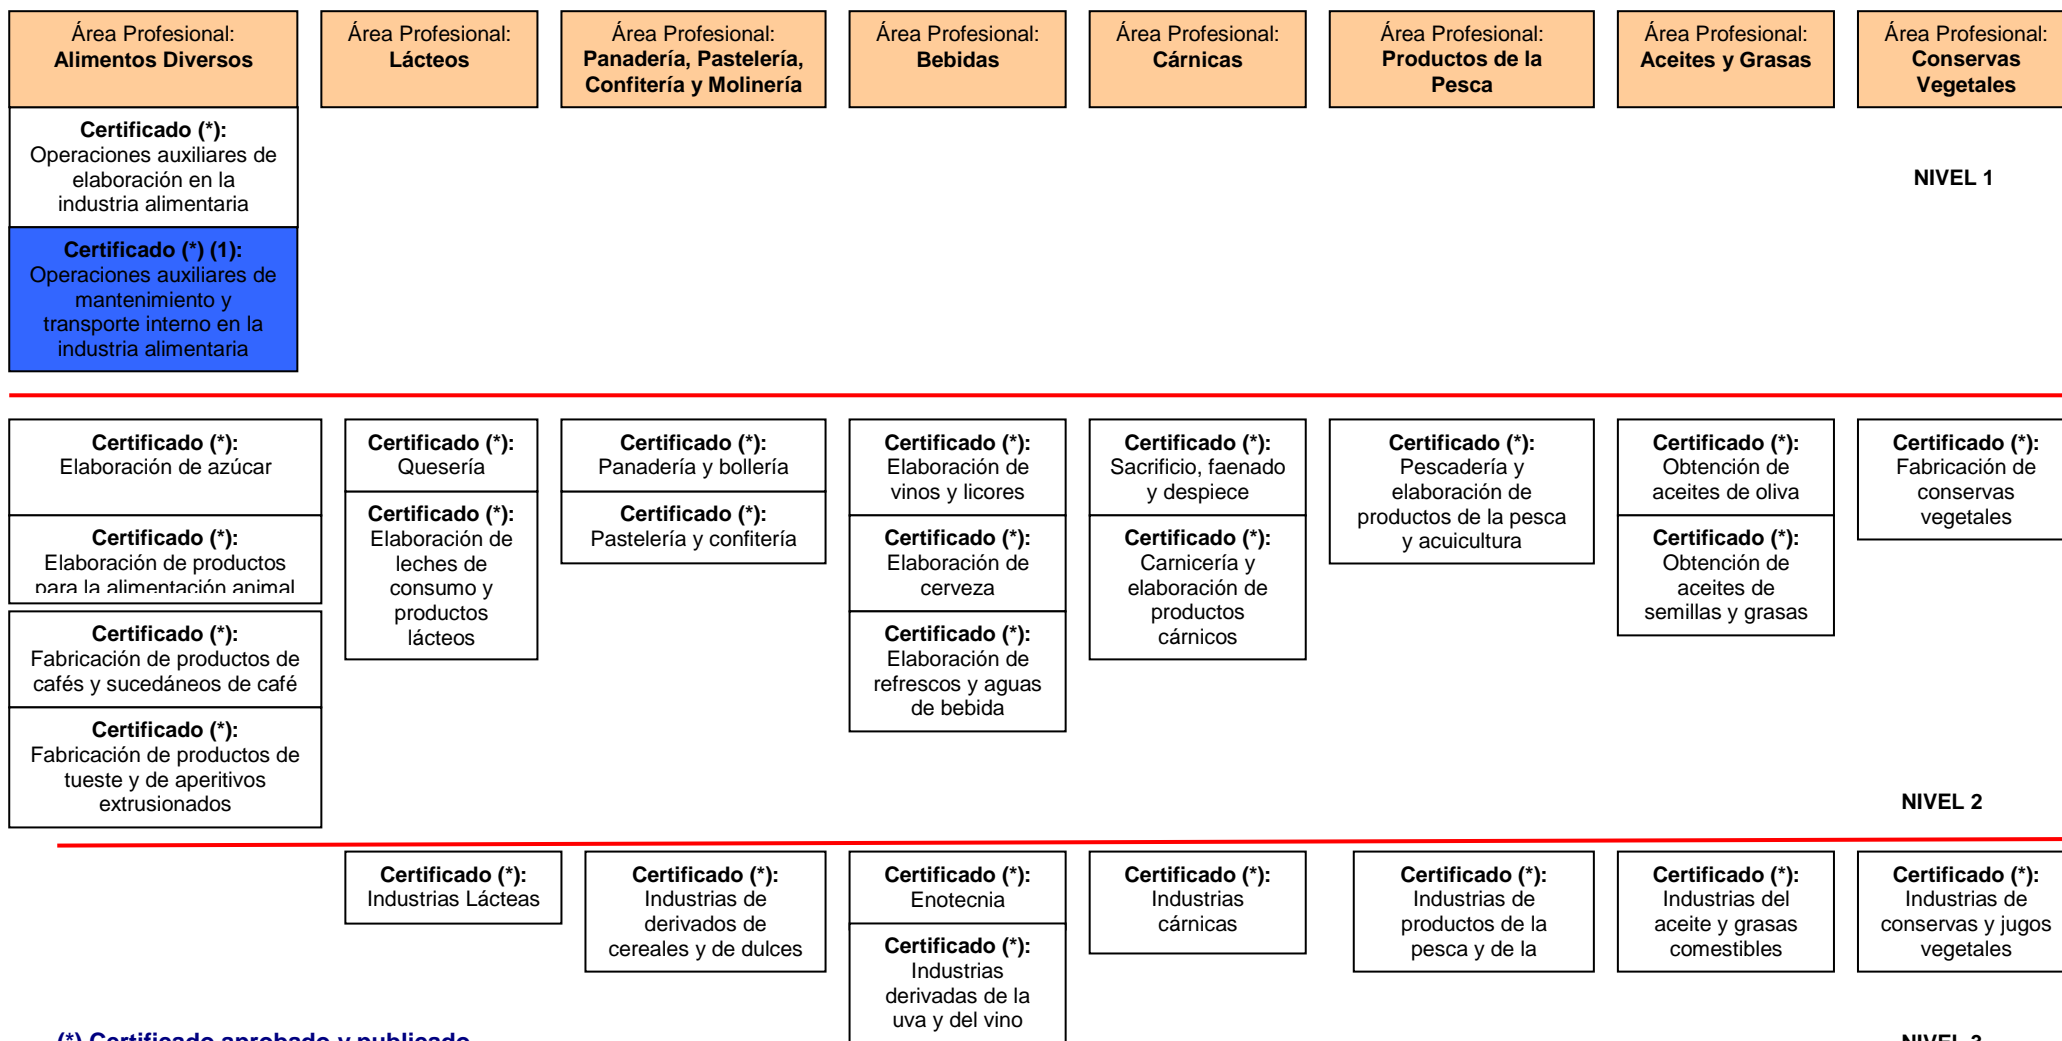 Área Profesional:
Alimentos Diversos
Área Profesional:
Lácteos
Área Profesional:
Panadería, Pastelería,
Confitería y Molinería
Área Profesional:
Bebidas
Área Profesional:
Cárnicas
Área Profesional:
Productos de la
Pesca
Área Profesional:
Aceites y Grasas
Área Profesional:
Conservas
Vegetales
Certificado (*):
Operaciones auxiliares de
elaboración en la
industria alimentaria
NIVEL 1
Certificado (*) (1):
Operaciones auxiliares de
mantenimiento y
transporte interno en la
industria alimentaria
Certificado (*):
Elaboración de azúcar
Certificado (*):
Elaboración de productos
para la alimentación animal
Certificado (*):
Fabricación de productos de
cafés y sucedáneos de café
Certificado (*):
Fabricación de productos de
tueste y de aperitivos
extrusionados
Certificado (*):
Quesería
Certificado (*):
Elaboración de
leches de
consumo y
productos
lácteos
Certificado (*):
Panadería y bollería
Certificado (*):
Pastelería y confitería
Certificado (*):
Elaboración de
vinos y licores
Certificado (*):
Elaboración de
cerveza
Certificado (*):
Elaboración de
refrescos y aguas
de bebida
Certificado (*):
Sacrificio, faenado
y despiece
Certificado (*):
Carnicería y
elaboración de
productos
cárnicos
Certificado (*):
Pescadería y
elaboración de
productos de la pesca
y acuicultura
Certificado (*):
Obtención de
aceites de oliva
Certificado (*):
Obtención de
aceites de
semillas y grasas
Certificado (*):
Fabricación de
conservas
vegetales
NIVEL 2
Certificado (*):
Industrias Lácteas
Certificado (*):
Industrias de
derivados de
cereales y de dulces
Certificado (*):
Enotecnia
Certificado (*):
Industrias
derivadas de la
uva y del vino
Certificado (*):
Industrias
cárnicas
Certificado (*):
Industrias de
productos de la
pesca y de la
Certificado (*):
Industrias del
aceite y grasas
comestibles
Certificado (*):
Industrias de
conservas y jugos
vegetales
(*) Certificado aprobado y publicado
NIVEL 3